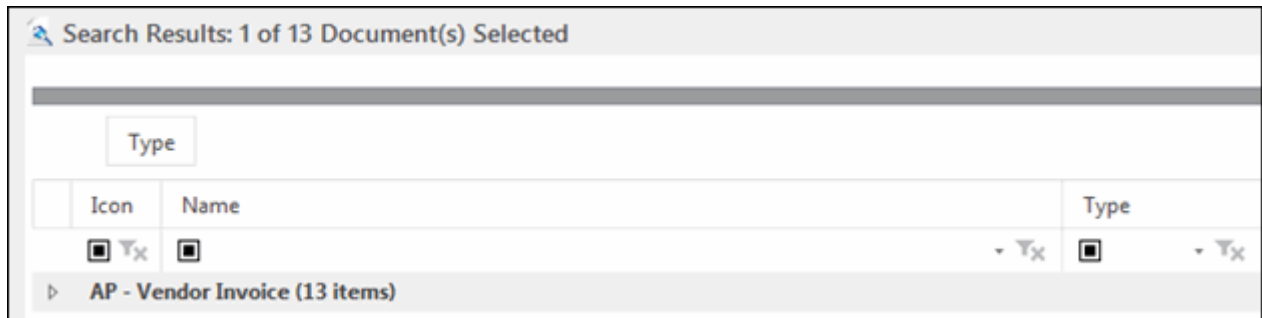 Search Results: 1 of 13 Document(s) Selected
Type
Icon Name Type
AP - Vendor Invoice (13 items)